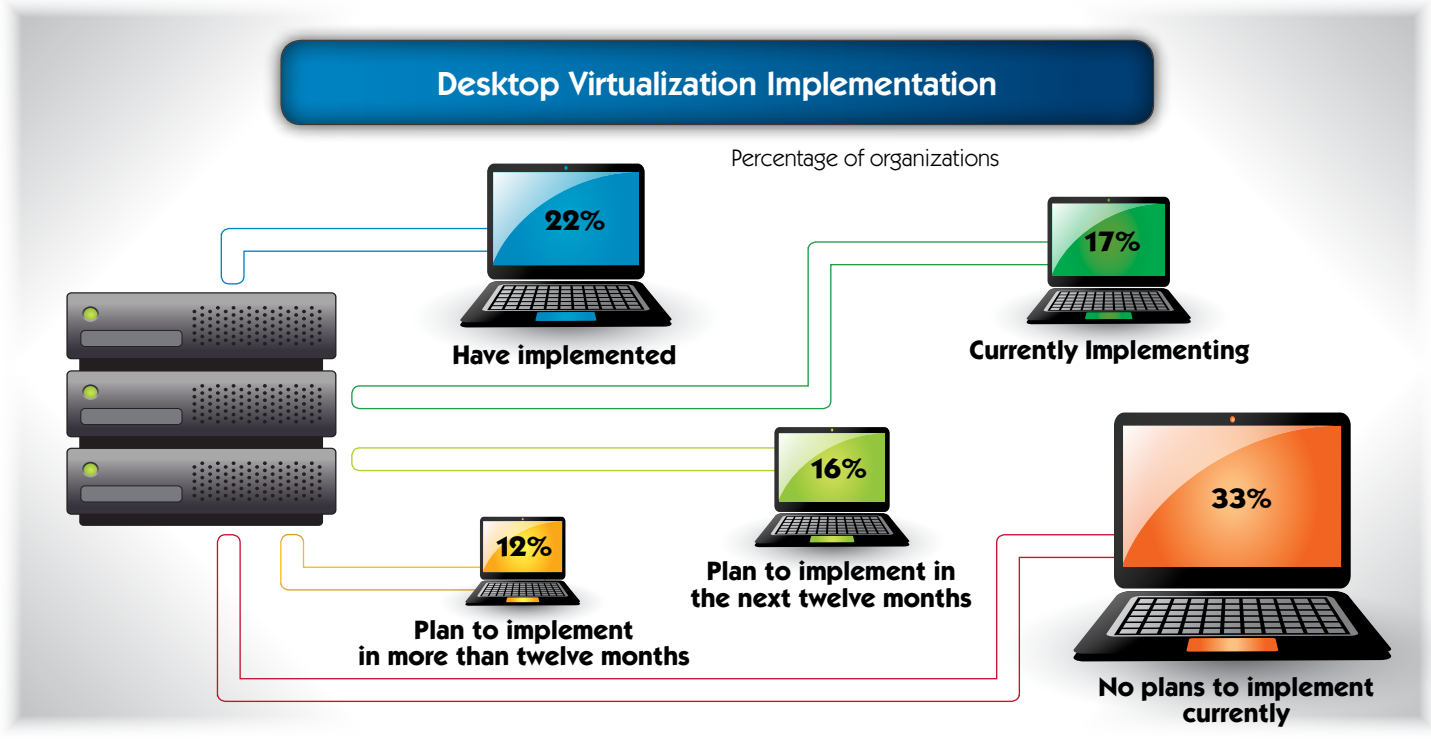 Desktop Virtualization Implementation
Percentage of organizations
22%
Have implemented
17%
Currently Implementing
16%
Plan to implement in
the next twelve months
12%
Plan to implement
in more than twelve months
33%
No plans to implement
currently